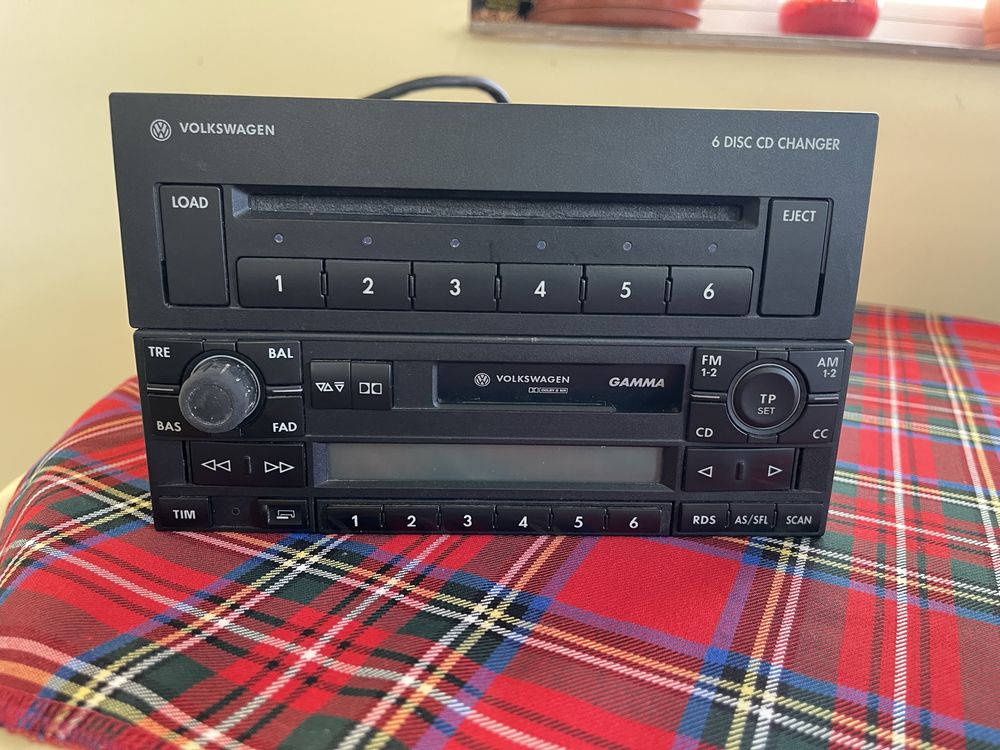 VOLKSWAGEN
6 DISC CD CHANGER
LOAD
EJECT
1 2 3 4 5 6
TRE BAL
BAS FAD
VOLKSWAGEN GAMMA
DOLBY B NR
FM
1-2
AM
1-2
TP
SET
CD CC
TIM
1 2 3 4 5 6
RDS AS/SFL SCAN